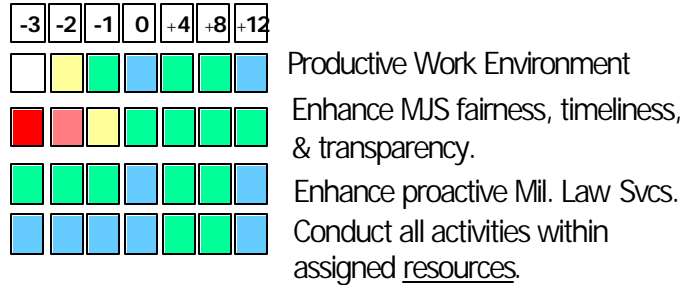 -3 -2 -1 0 +4 +8 +12
Productive Work Environment
Enhance MJS fairness, timeliness,
& transparency.
Enhance proactive Mil. Law Svcs.
Conduct all activities within
assigned resources.